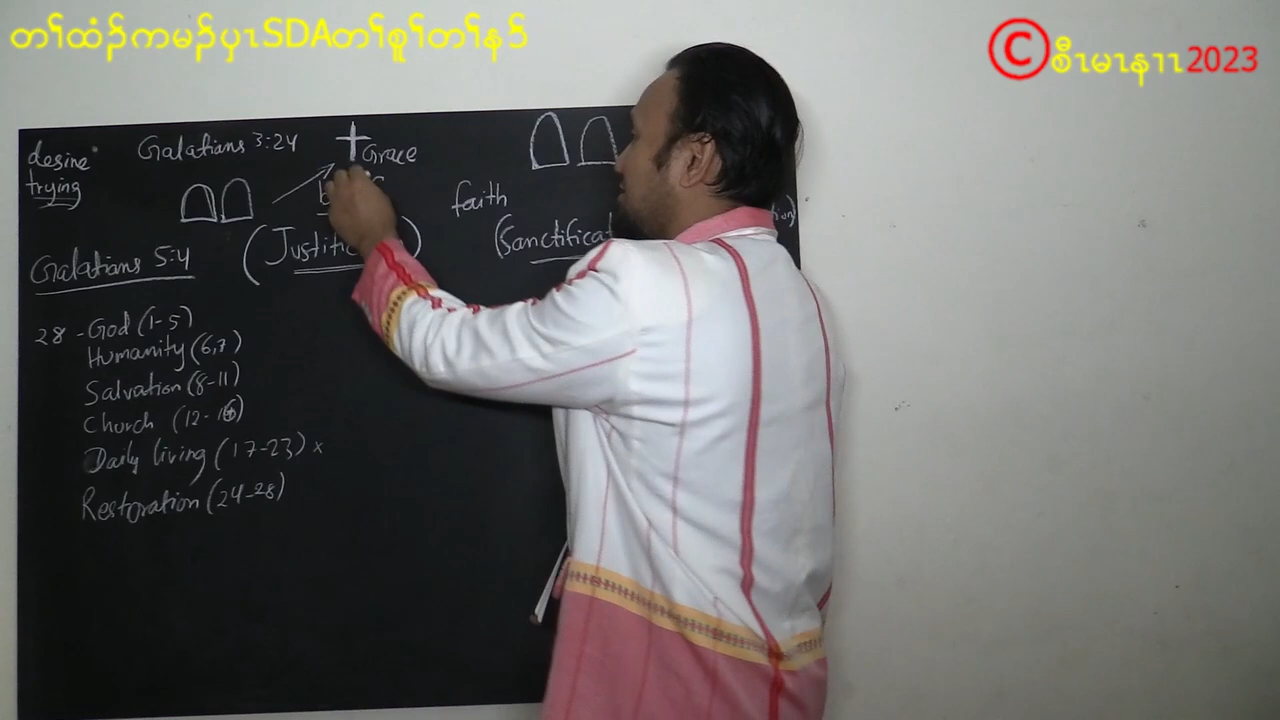 တၢ်ထံၣ်ကမၣ်ပှၤSDAတၢ်စူၢ်တၢ်နၥ်
©စီၤမၤနၢၤ2023
desire
trying
Galatians 3:24
Grace
faith
(Sanctificat
Galatians 5:4
28 - God (1-5)
Humanity (6,7)
Salvation (8-11)
Church (12-16)
Daily living (17-23) x
Restoration (24-28)